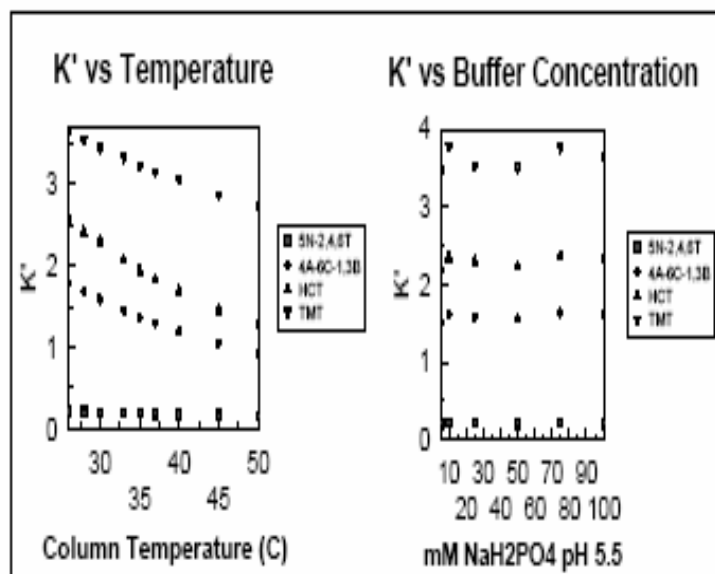 K' vs Temperature
3
2
1
0
K'
30 40 50
35 45
Column Temperature (C)
5N-2,4,6T
4A-6C-1,3B
HCT
TMT
K' vs Buffer Concentration
4
3
2
1
0
K'
10 30 50 70 90
20 40 60 80 100
mM NaH2PO4 pH 5.5
5N-2,4,6T
4A-6C-1,3B
HCT
TMT